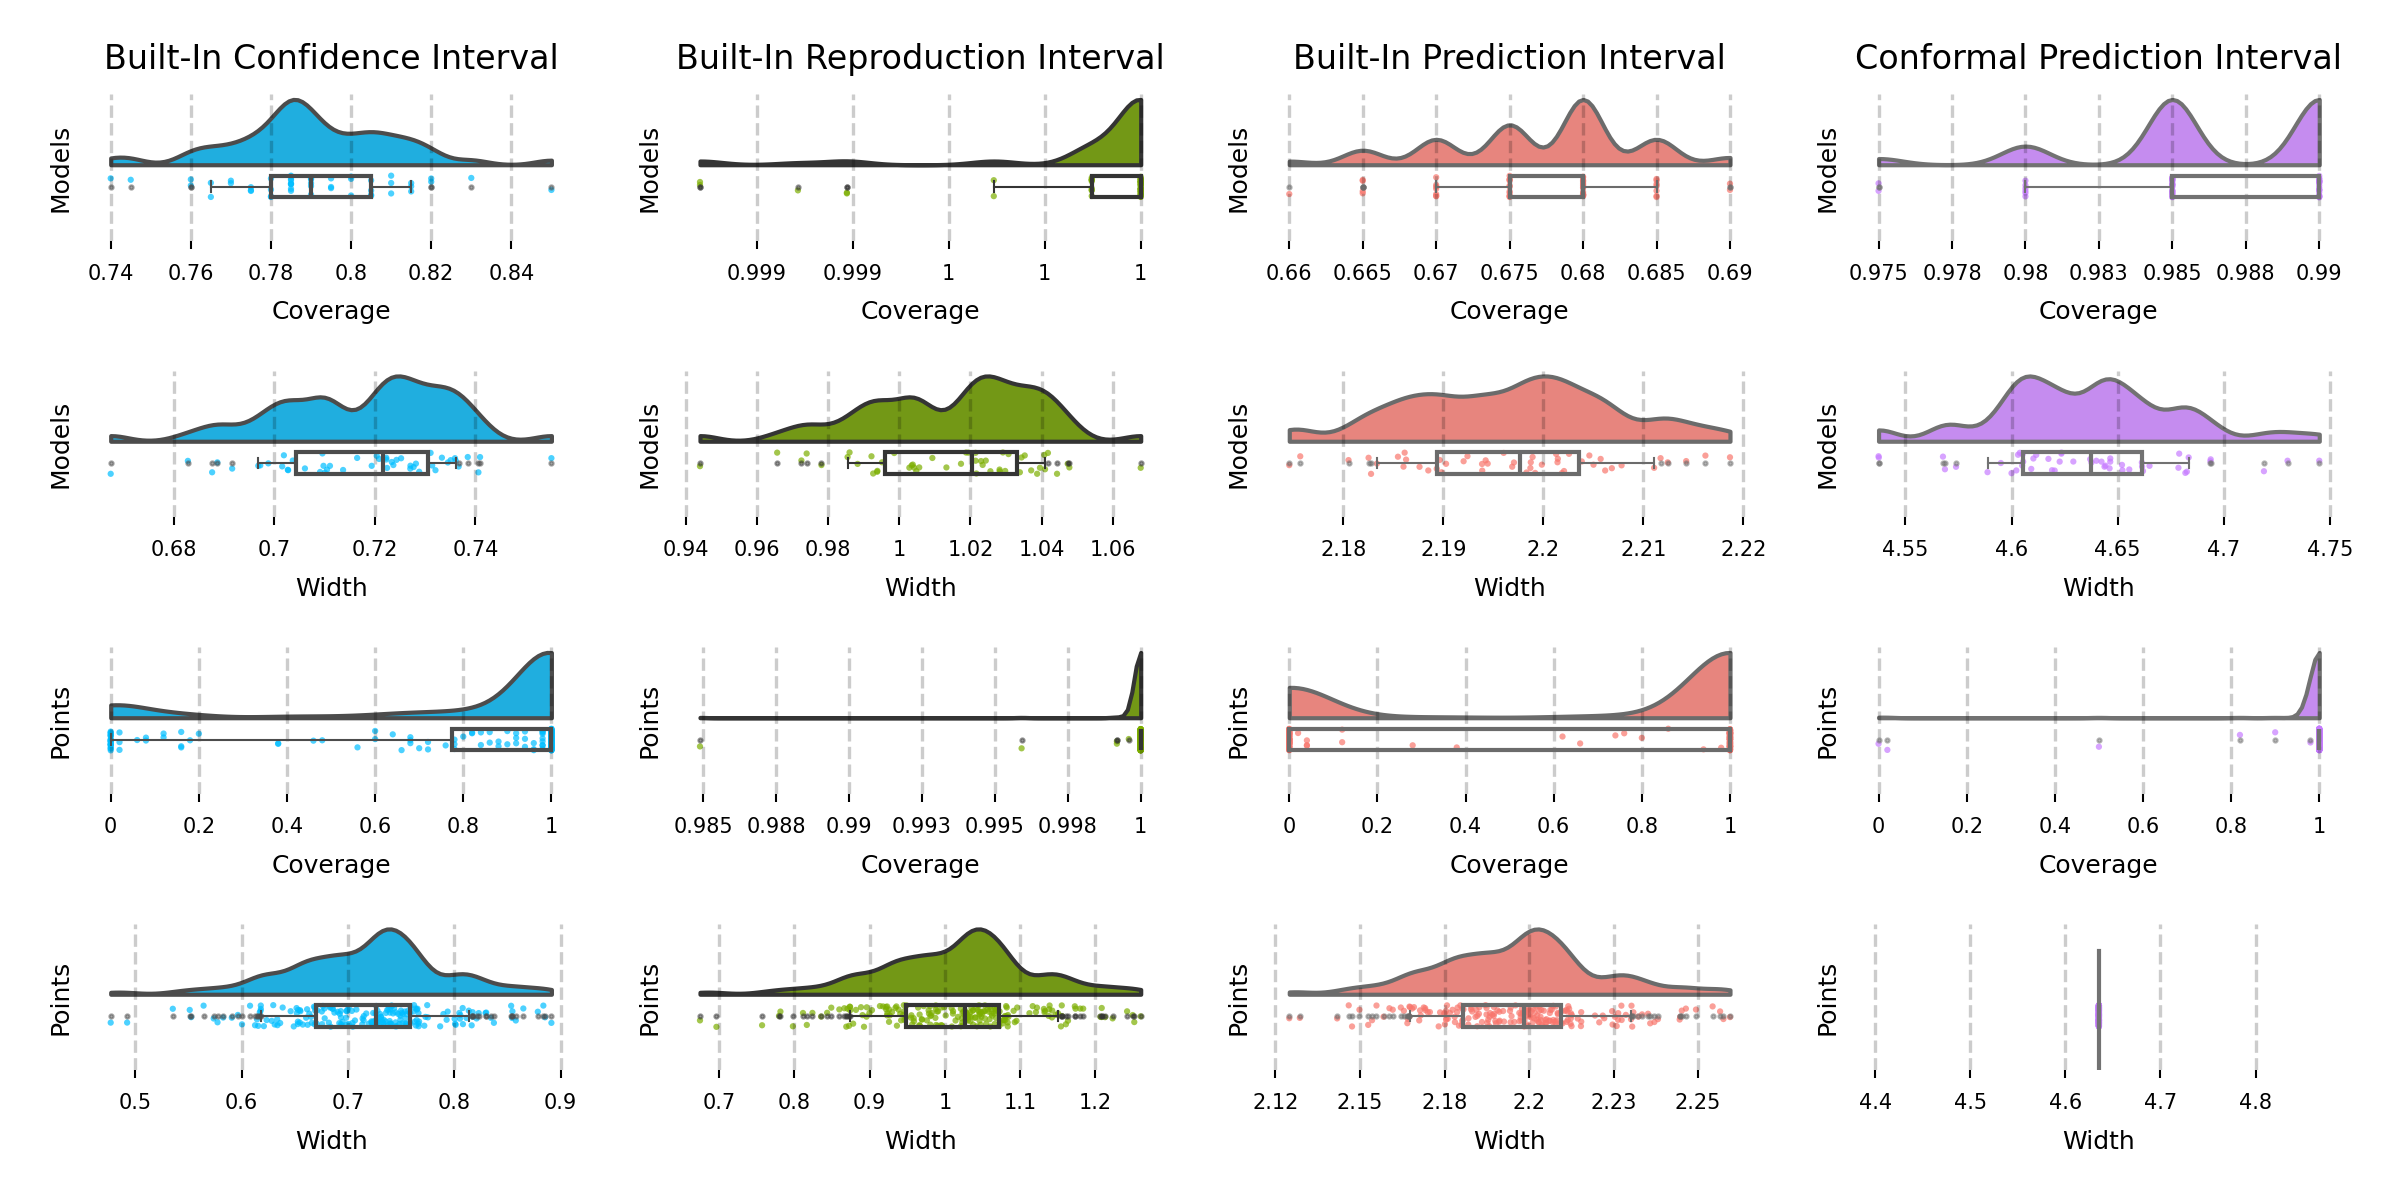 Built-In Confidence Interval Built-In Reproduction Interval Built-In Prediction Interval Conformal Prediction Interval
Models Models Models Models
0.74 0.76 0.78 0.8 0.82 0.84 0.999 0.999 1 1 1 0.66 0.665 0.67 0.675 0.68 0.685 0.69 0.975 0.978 0.98 0.983 0.985 0.988 0.99
Coverage Coverage Coverage Coverage
Models Models Models Models
0.68 0.7 0.72 0.74 0.94 0.96 0.98 1 1.02 1.04 1.06 2.18 2.19 2.2 2.21 2.22 4.55 4.6 4.65 4.7 4.75
Width Width Width Width
Points Points Points Points
0 0.2 0.4 0.6 0.8 1 0.985 0.988 0.99 0.993 0.995 0.998 1 0 0.2 0.4 0.6 0.8 1 0 0.2 0.4 0.6 0.8 1
Coverage Coverage Coverage Coverage
Points Points Points Points
0.5 0.6 0.7 0.8 0.9 0.7 0.8 0.9 1 1.1 1.2 2.12 2.15 2.18 2.2 2.23 2.25 4.4 4.5 4.6 4.7 4.8
Width Width Width Width